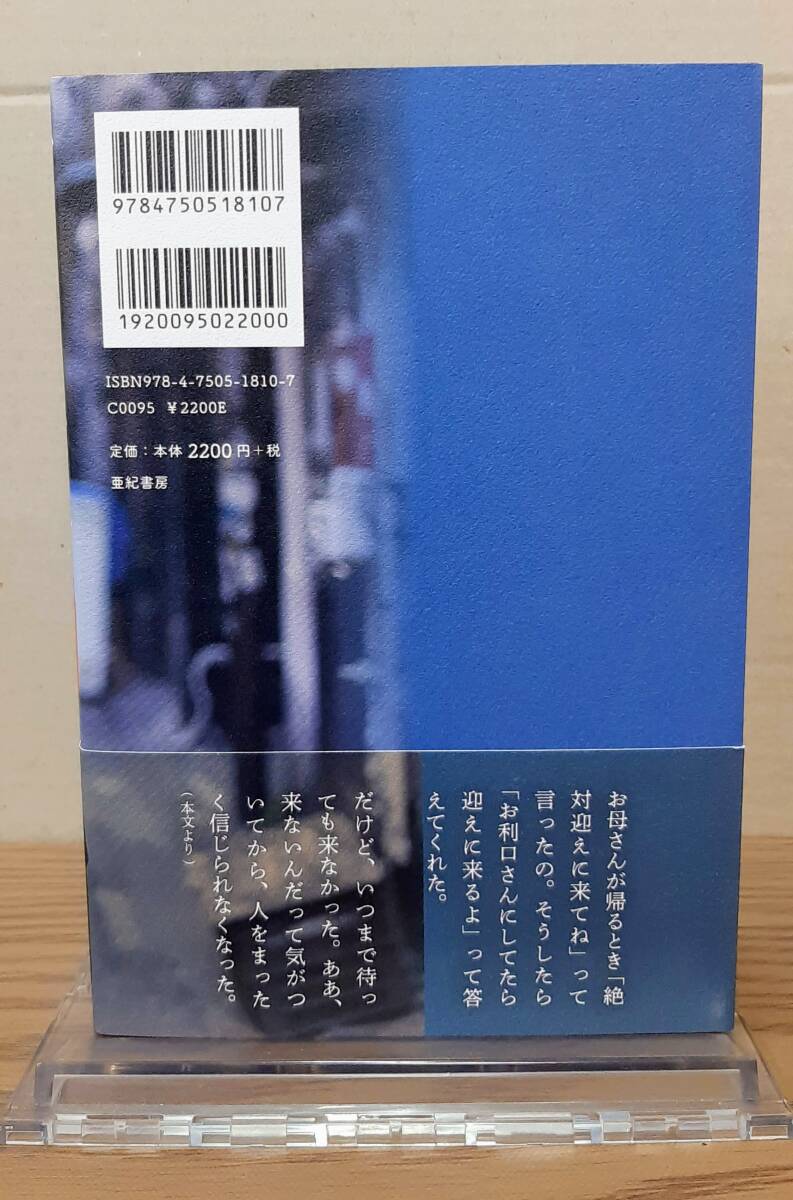 9784750518107
1920095022000
ISBN978-4-7505-1810-7
C0095 ¥2200E
定価：本体2200円＋税
亜紀書房
お母さんが帰るとき「絶
対迎えに来てね」って
言ったの。そうしたら
「お利口さんにしてたら
迎えに来るよ」って答
えてくれた。
だけど、いつまで待っ
ても来なかった。ああ、
来ないんだって気がつ
いてから、人をまった
く信じられなくなった。
（本文より）